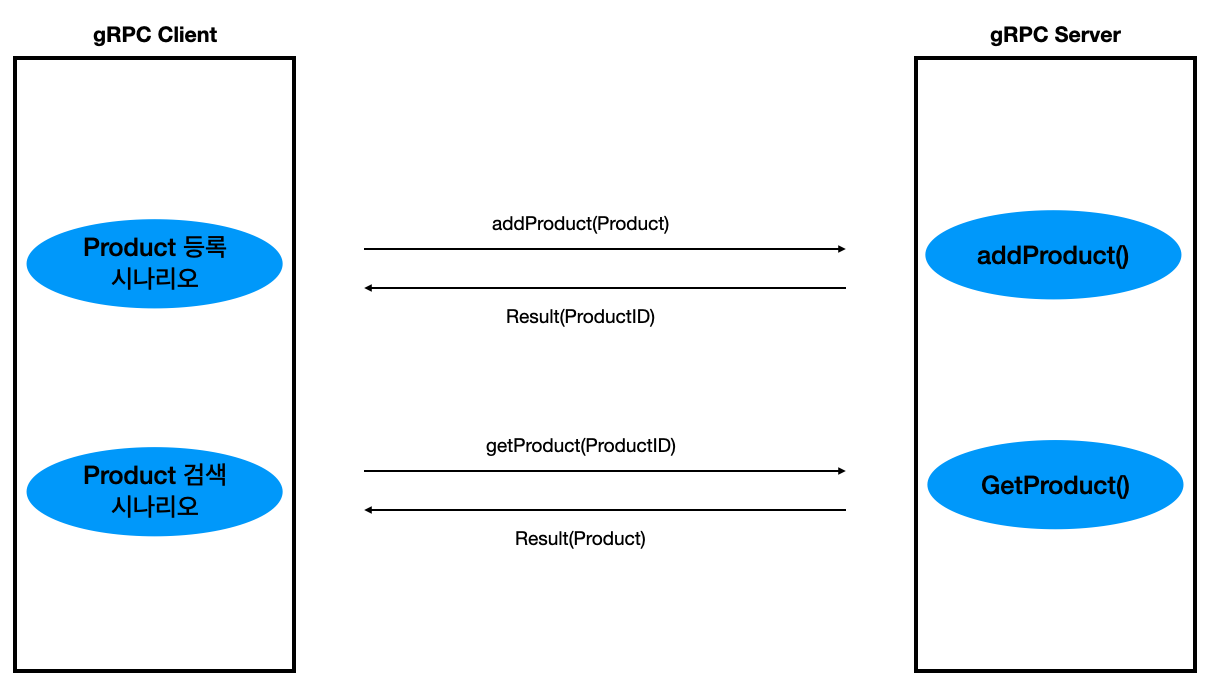 gRPC Client
gRPC Server
Product 등록
시나리오
addProduct(Product)
Result(ProductID)
addProduct()
Product 검색
시나리오
getProduct(ProductID)
Result(Product)
GetProduct()